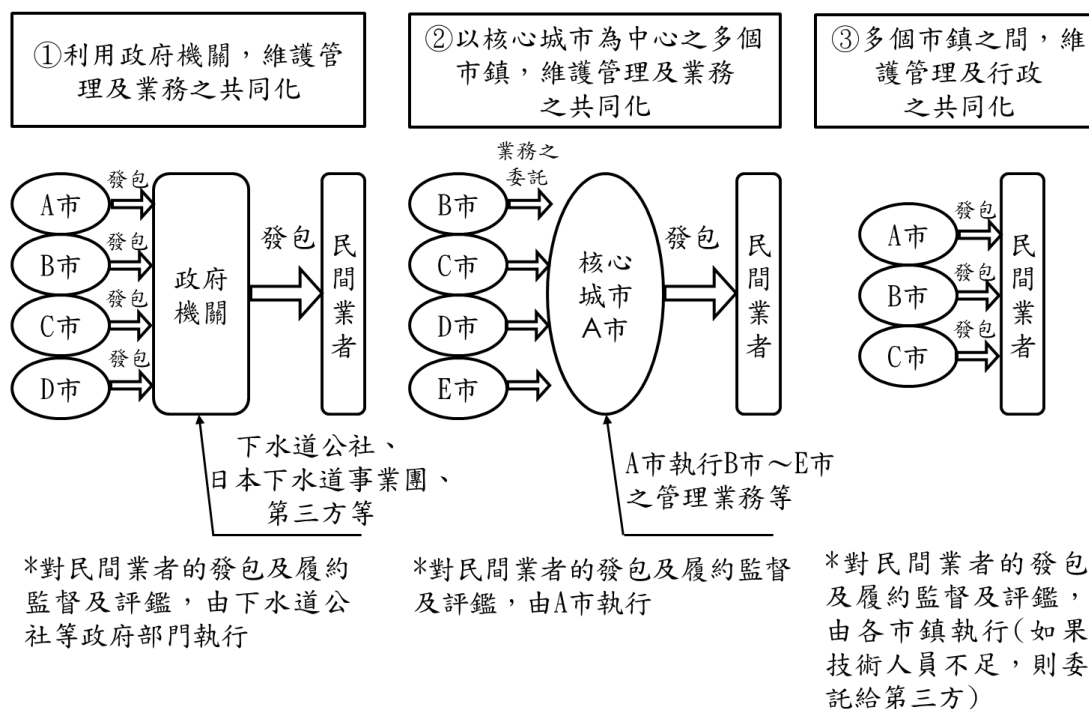 ①利用政府機關，維護管
理及業務之共同化
②以核心城市為中心之多個
市鎮，維護管理及業務
之共同化
③多個市鎮之間，維
護管理及行政
之共同化
A市
發包
B市
發包
C市
發包
D市
發包
政府
機關
發包
民間業者
下水道公社、
日本下水道事業團、
第三方等
*對民間業者的發包及履約
監督及評鑑，由下水道公
社等政府部門執行
業務之
委託
B市
C市
D市
E市
核心
城市
A市
發包
民間業者
A市執行B市～E市
之管理業務等
*對民間業者的發包及履約監督
及評鑑，由A市執行
A市
發包
B市
發包
C市
發包
民間業者
*對民間業者的發包
及履約監督及評鑑，
由各市鎮執行(如果
技術人員不足，則委
託給第三方)